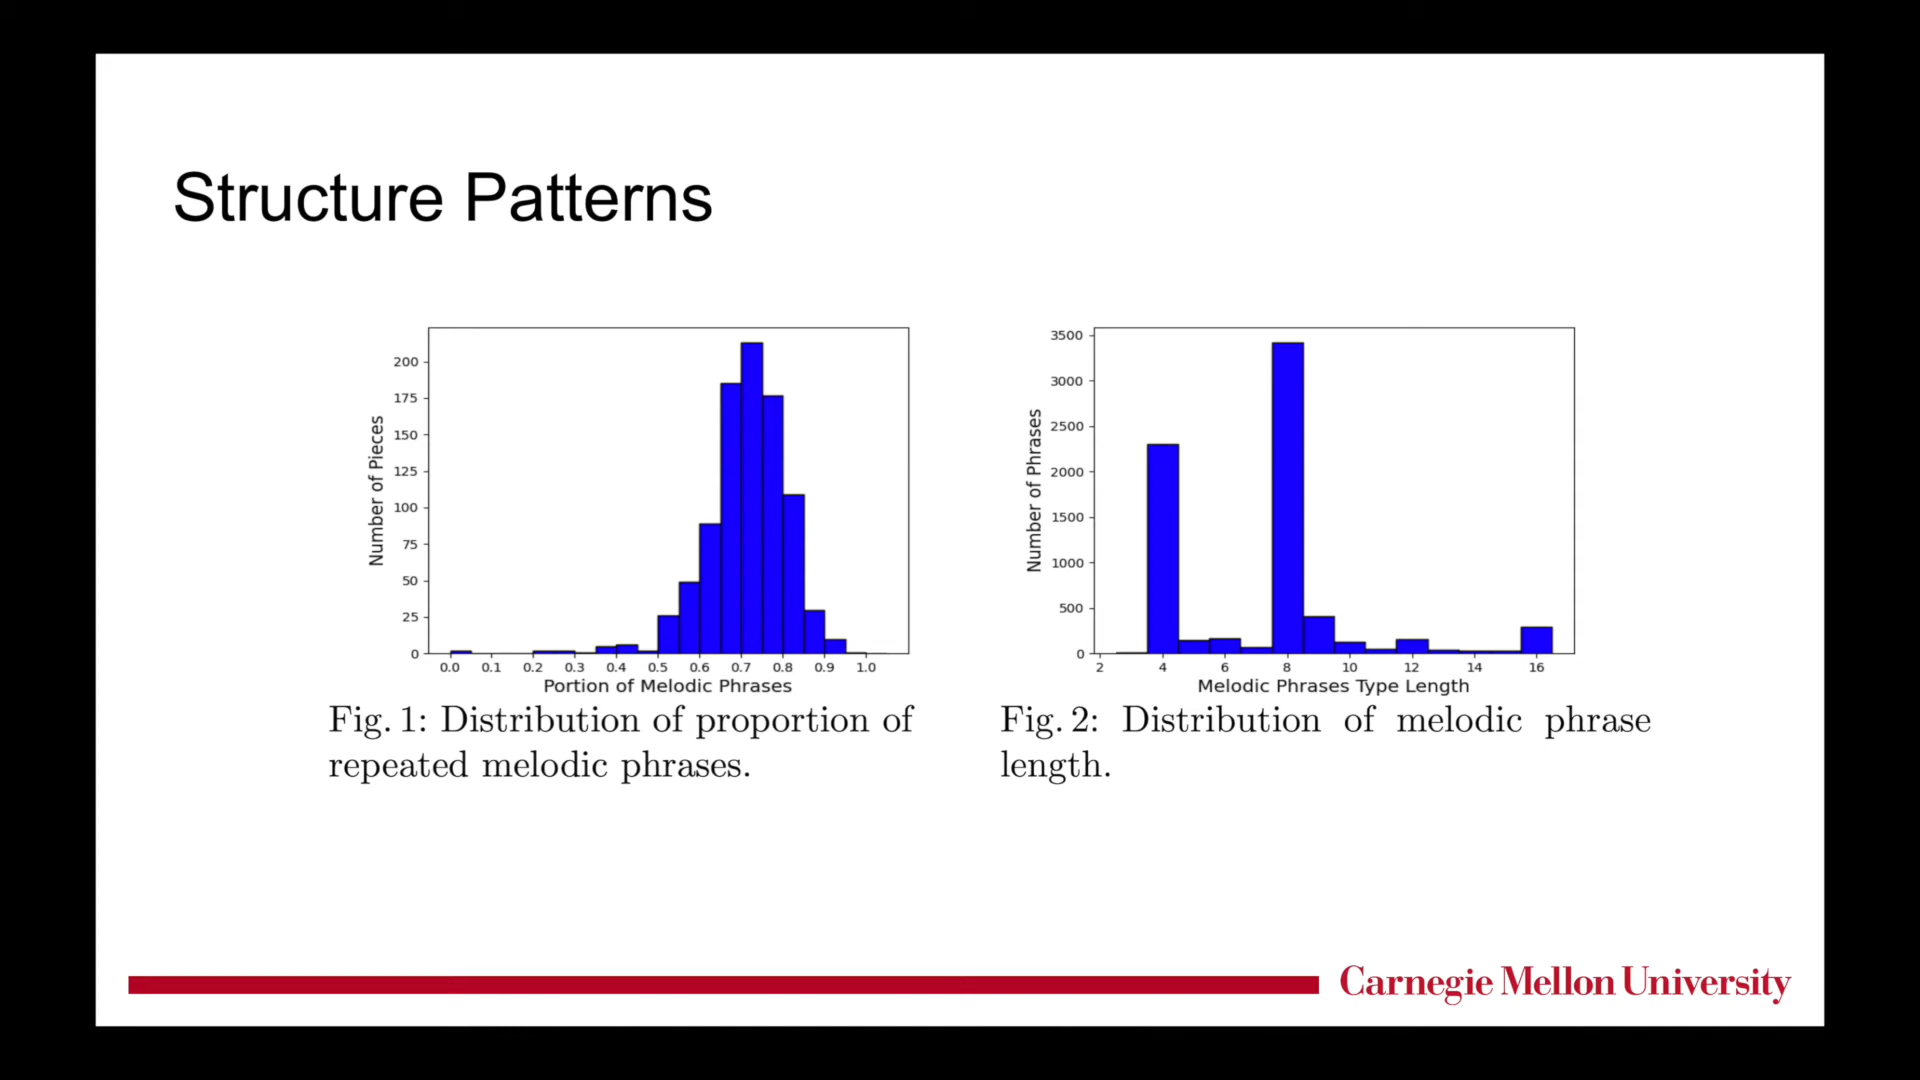 Structure Patterns
200
175
150
125
100
75
50
25
0
Number of Pieces
0.0 0.1 0.2 0.3 0.4 0.5 0.6 0.7 0.8 0.9 1.0
Portion of Melodic Phrases
Fig. 1: Distribution of proportion of
repeated melodic phrases.
3500
3000
2500
2000
1500
1000
500
0
Number of Phrases
2 4 6 8 10 12 14 16
Melodic Phrases Type Length
Fig. 2: Distribution of melodic phrase
length.
Carnegie Mellon University